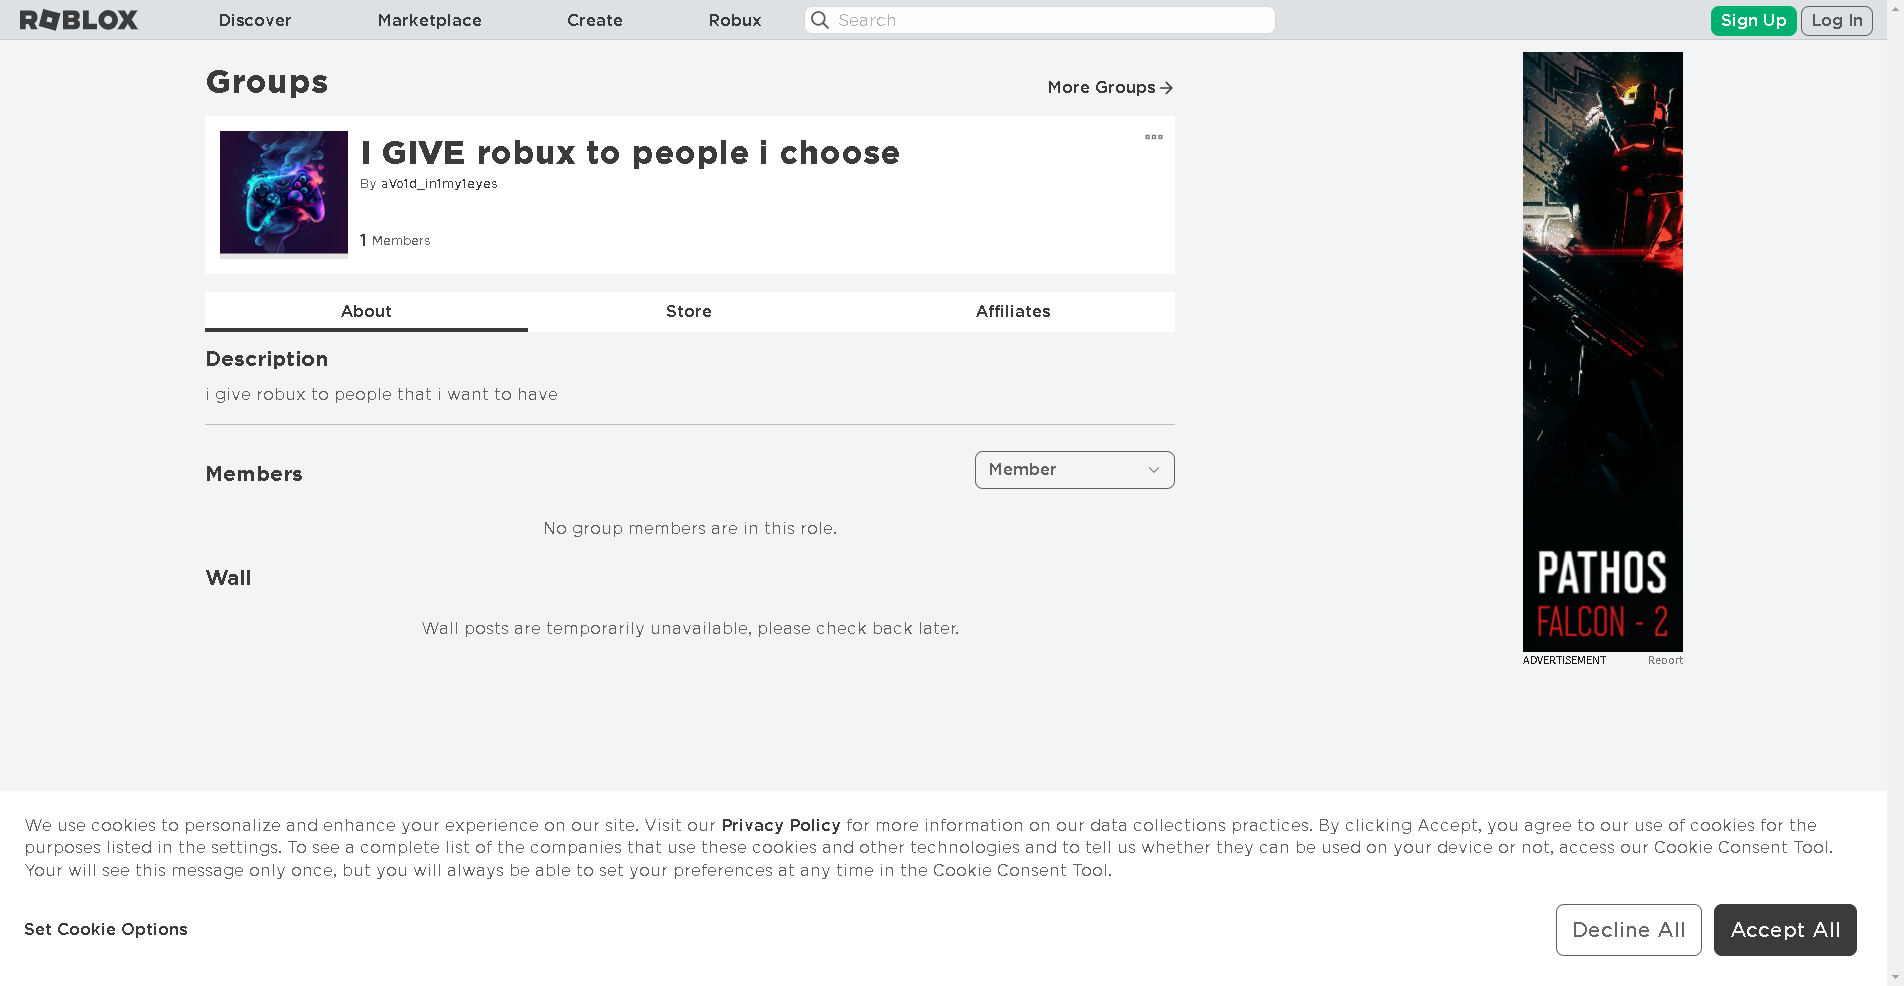 ROBLOX
Discover
Marketplace
Create
Robux
Search
Sign Up
Log In
Groups
More Groups
I GIVE robux to people i choose
By aVo1d_in1my1eyes
1 Members
About
Store
Affiliates
Description
i give robux to people that i want to have
Members
Member
No group members are in this role.
Wall
Wall posts are temporarily unavailable, please check back later.
PATHOS
FALCON - 2
ADVERTISEMENT
Report
We use cookies to personalize and enhance your experience on our site. Visit our Privacy Policy for more information on our data collections practices. By clicking Accept, you agree to our use of cookies for the
purposes listed in the settings. To see a complete list of the companies that use these cookies and other technologies and to tell us whether they can be used on your device or not, access our Cookie Consent Tool.
Your will see this message only once, but you will always be able to set your preferences at any time in the Cookie Consent Tool.
Set Cookie Options
Decline All
Accept All